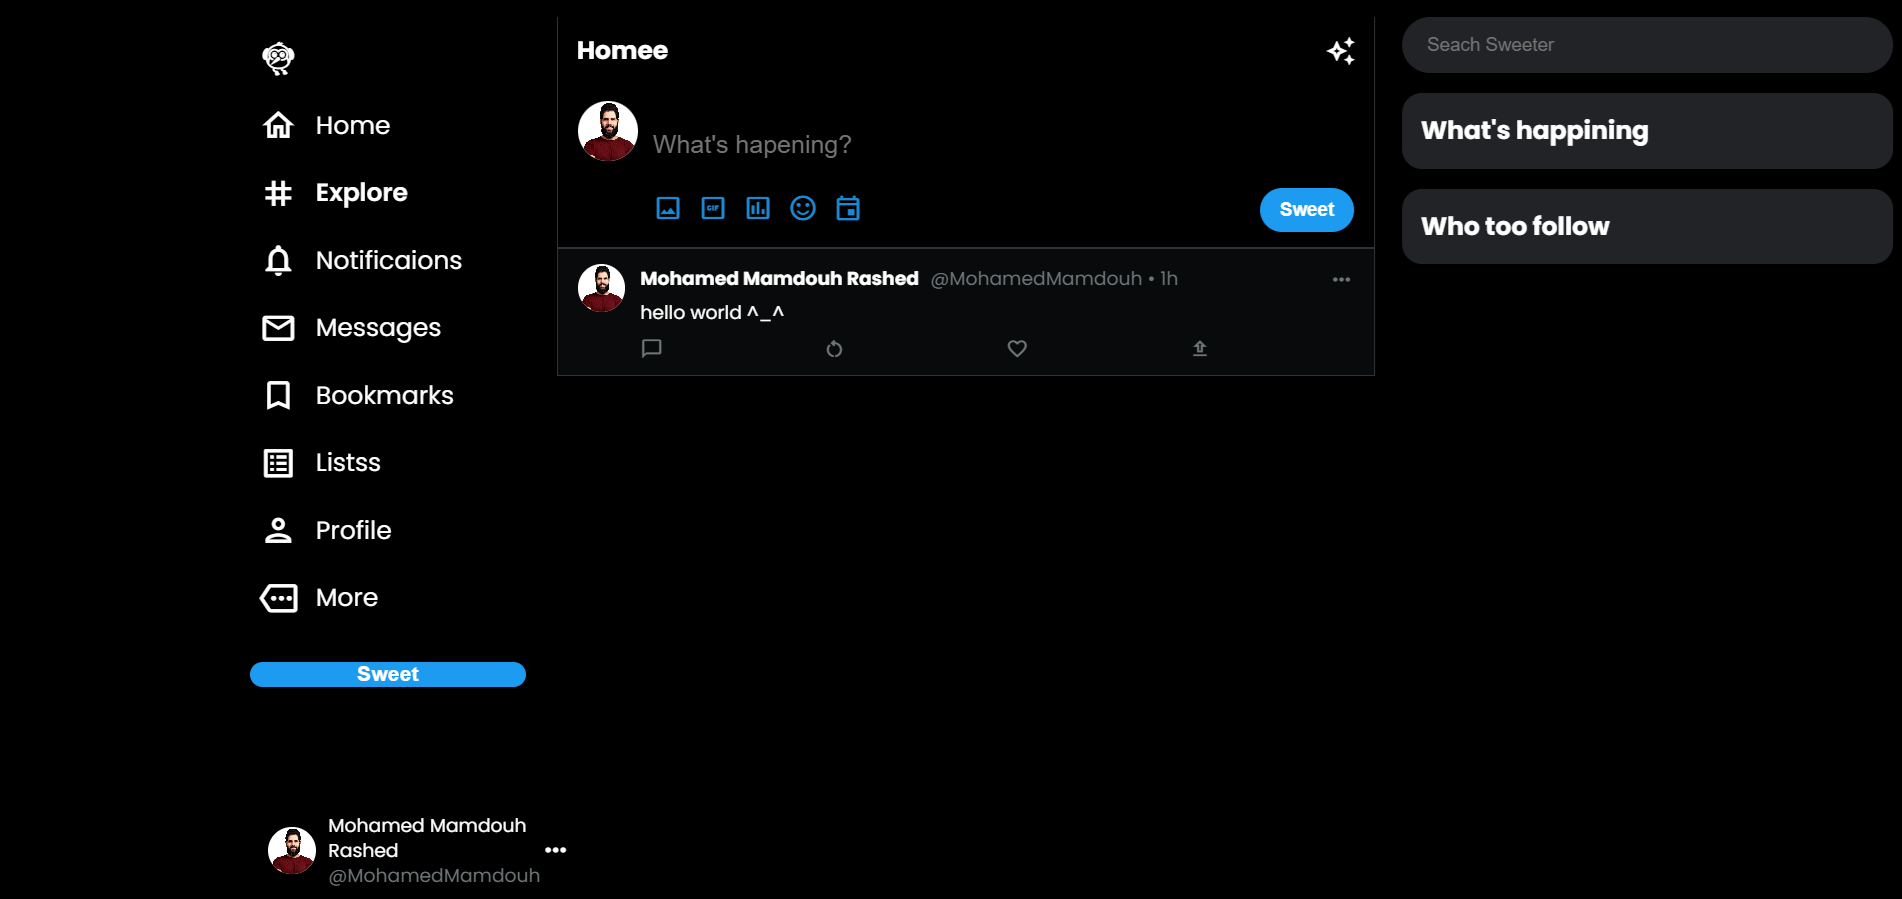 Home
Explore
Notificaions
Messages
Bookmarks
Listss
Profile
More
Sweet
Mohamed Mamdouh
Rashed
@MohamedMamdouh
Homee
What's hapening?
GIF
Sweet
Mohamed Mamdouh Rashed @MohamedMamdouh • 1h
hello world ^_^
Seach Sweeter
What's happining
Who too follow